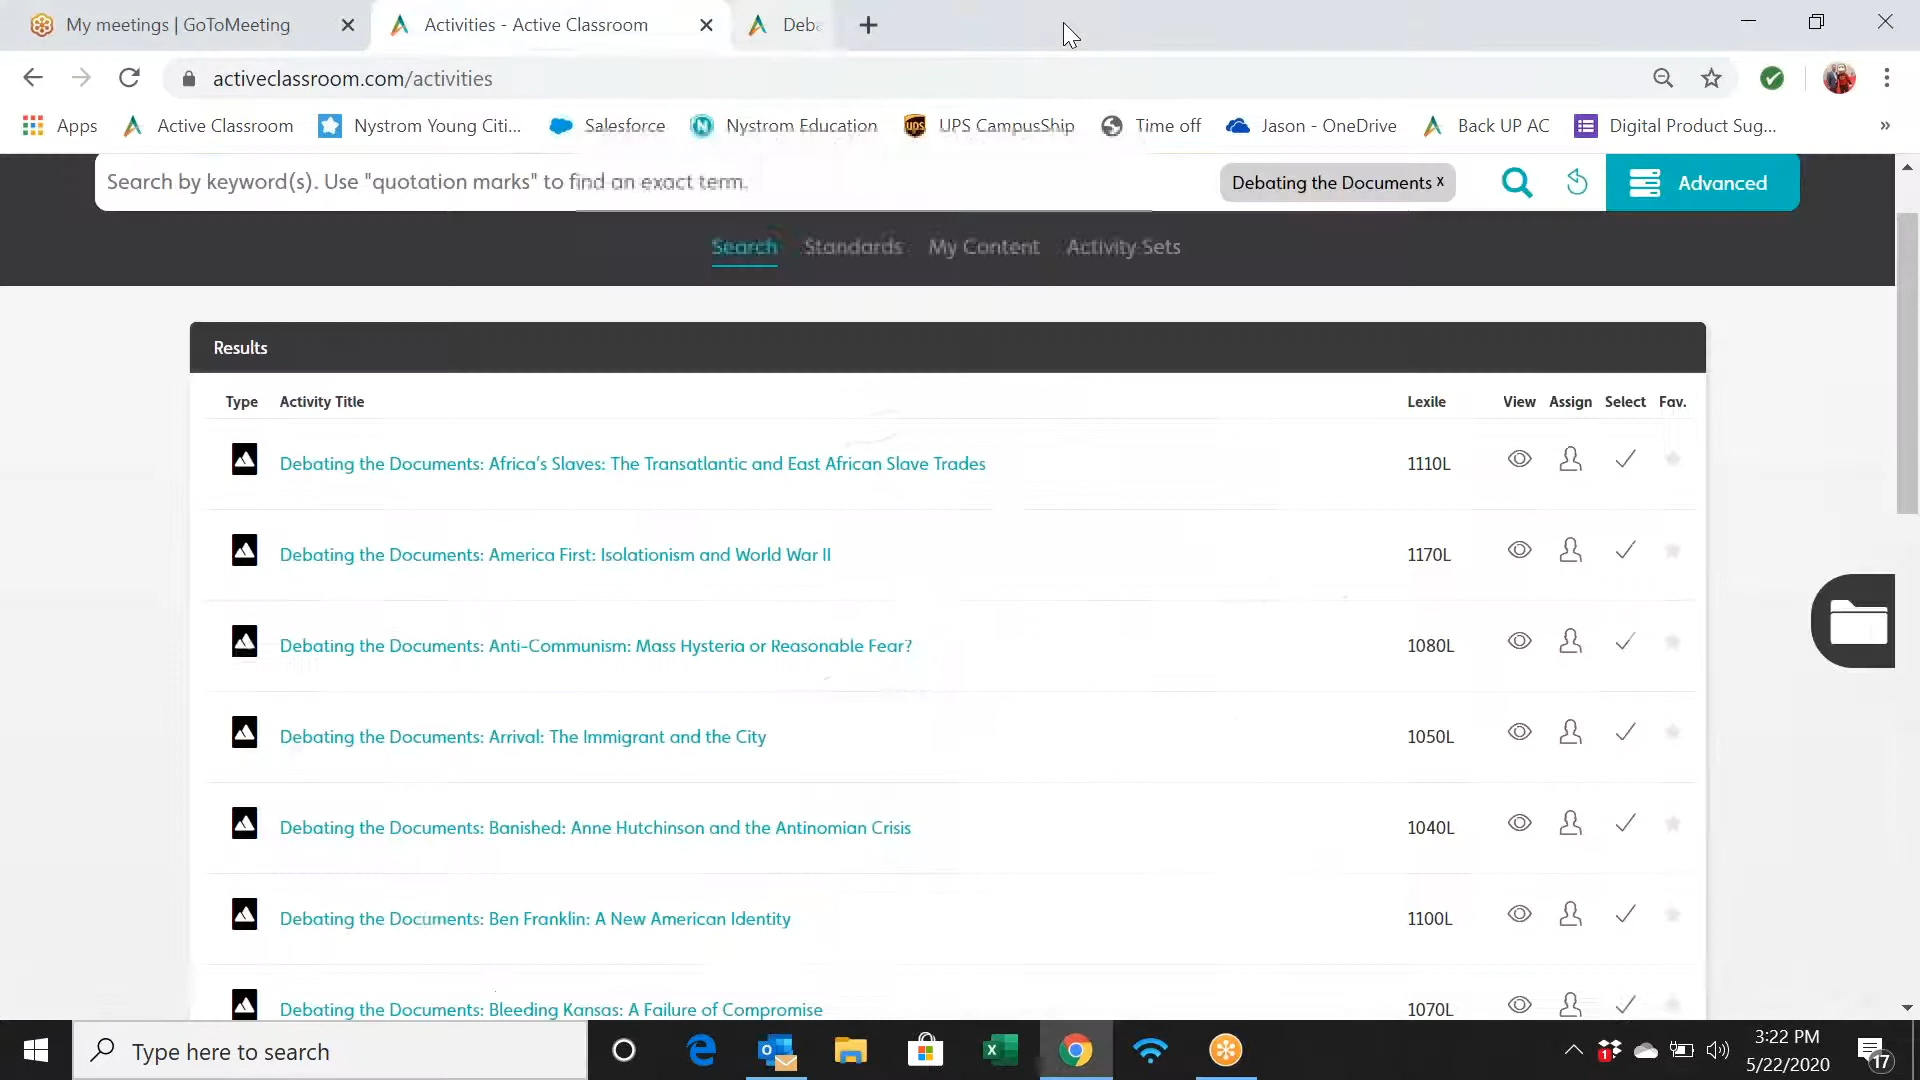 My meetings | GoToMeeting
Activities - Active Classroom
Deba
activeclassroom.com/activities
Apps
Active Classroom
Nystrom Young Citi...
Salesforce
Nystrom Education
UPS CampusShip
Time off
Jason - OneDrive
Back UP AC
Digital Product Sug...
»
Search by keyword(s). Use "quotation marks" to find an exact term.
Debating the Documents x
Advanced
Search Standards My Content Activity Sets
Results
Type Activity Title Lexile View Assign Select Fav.
Debating the Documents: Africa's Slaves: The Transatlantic and East African Slave Trades 1110L
Debating the Documents: America First: Isolationism and World War II 1170L
Debating the Documents: Anti-Communism: Mass Hysteria or Reasonable Fear? 1080L
Debating the Documents: Arrival: The Immigrant and the City 1050L
Debating the Documents: Banished: Anne Hutchinson and the Antinomian Crisis 1040L
Debating the Documents: Ben Franklin: A New American Identity 1100L
Debating the Documents: Bleeding Kansas: A Failure of Compromise 1070L
Type here to search
3:22 PM
5/22/2020
1
17